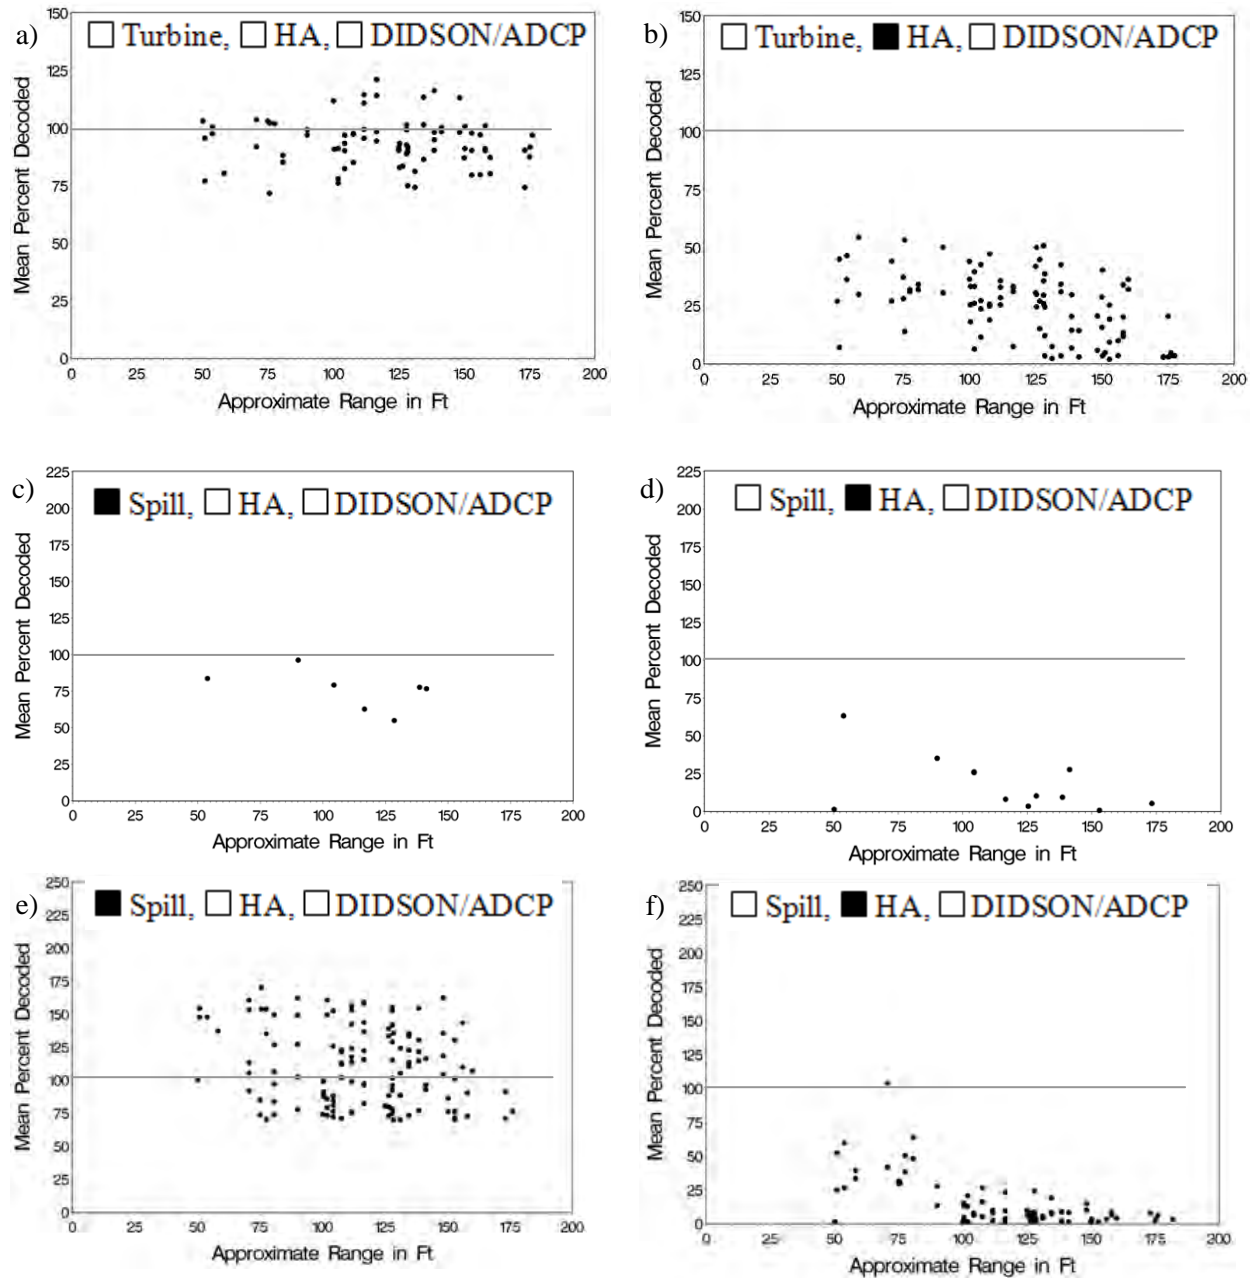 a)
☐ Turbine, ☐ HA, ☐ DIDSON/ADCP
150
125
100
75
50
25
0
Mean Percent Decoded
0 25 50 75 100 125 150 175 200
Approximate Range in Ft
b)
☐ Turbine, ■ HA, ☐ DIDSON/ADCP
150
125
100
75
50
25
0
Mean Percent Decoded
0 25 50 75 100 125 150 175 200
Approximate Range in Ft
c)
■ Spill, ☐ HA, ☐ DIDSON/ADCP
225
200
175
150
125
100
75
50
25
0
Mean Percent Decoded
0 25 50 75 100 125 150 175 200
Approximate Range in Ft
d)
☐ Spill, ■ HA, ☐ DIDSON/ADCP
225
200
175
150
125
100
75
50
25
0
Mean Percent Decoded
0 25 50 75 100 125 150 175 200
Approximate Range in Ft
e)
■ Spill, ☐ HA, ☐ DIDSON/ADCP
250
225
200
175
150
125
100
75
50
25
0
Mean Percent Decoded
0 25 50 75 100 125 150 175 200
Approximate Range in Ft
f)
☐ Spill, ■ HA, ☐ DIDSON/ADCP
250
225
200
175
150
125
100
75
50
25
0
Mean Percent Decoded
0 25 50 75 100 125 150 175 200
Approximate Range in Ft